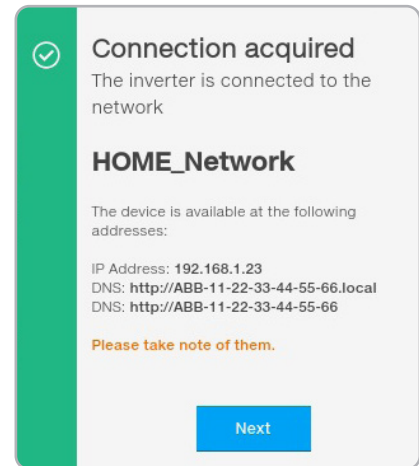 Connection acquired
The inverter is connected to the
network
HOME_Network
The device is available at the following
addresses:
IP Address: 192.168.1.23
DNS: http://ABB-11-22-33-44-55-66.local
DNS: http://ABB-11-22-33-44-55-66
Please take note of them.
Next